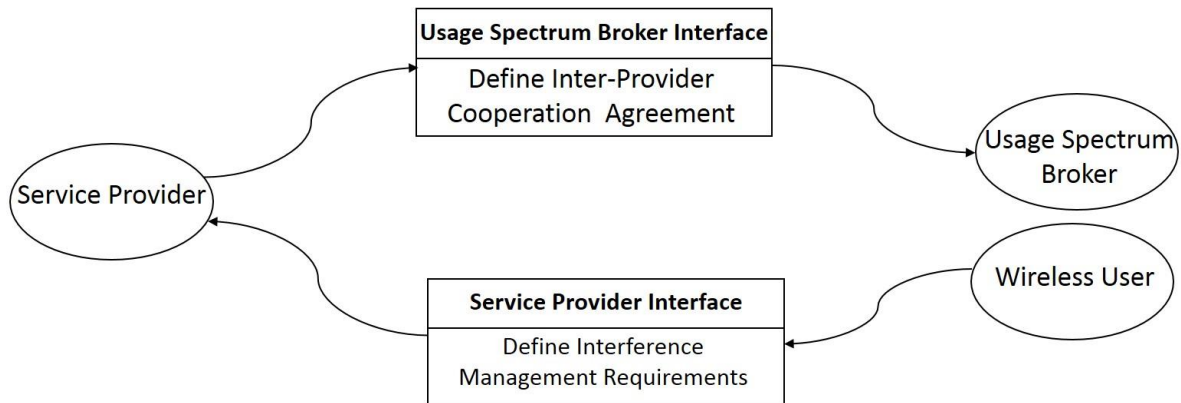 Usage Spectrum Broker Interface
Define Inter-Provider
Cooperation Agreement
Usage Spectrum
Broker
Service Provider
Wireless User
Service Provider Interface
Define Interference
Management Requirements